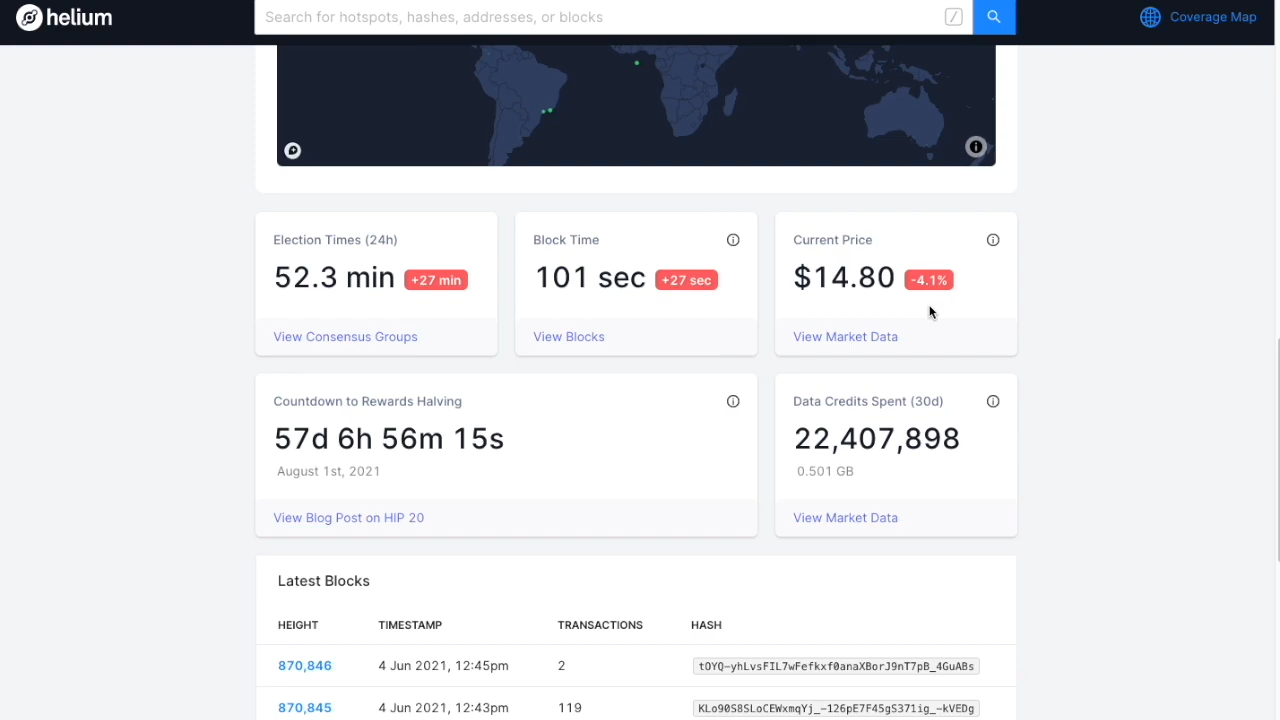 helium
Search for hotspots, hashes, addresses, or blocks
/
Coverage Map
Election Times (24h)
52.3 min +27 min
View Consensus Groups
Block Time
101 sec +27 sec
View Blocks
Current Price
$14.80 -4.1%
View Market Data
Countdown to Rewards Halving
57d 6h 56m 15s
August 1st, 2021
View Blog Post on HIP 20
Data Credits Spent (30d)
22,407,898
0.501 GB
View Market Data
Latest Blocks
HEIGHT TIMESTAMP TRANSACTIONS HASH
870,846 4 Jun 2021, 12:45pm 2 tOYQ-yhLvsFIL7wFefkxf0anaXBorJ9nT7pB_4GuABs
870,845 4 Jun 2021, 12:43pm 119 KLo90S8SLoCEWxmqYj_-126pE7F45gS371ig_-kVEDg